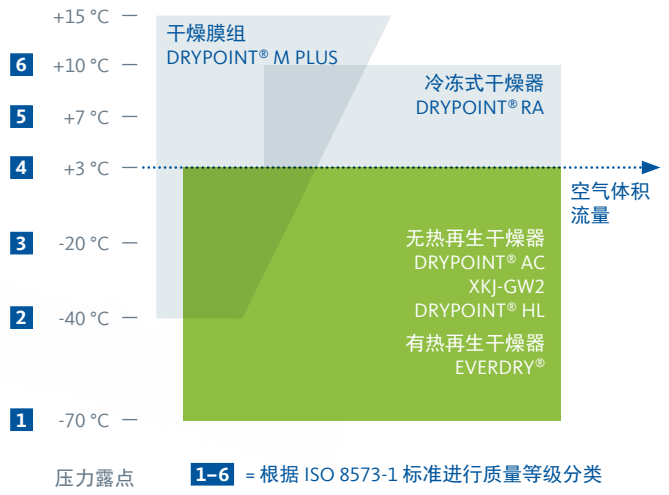 +15 °C
干燥膜组
DRYPOINT® M PLUS
6 +10 °C
冷冻式干燥器
DRYPOINT® RA
5 +7 °C
4 +3 °C
空气体积
流量
3 -20 °C
无热再生干燥器
DRYPOINT® AC
XKJ-GW2
DRYPOINT® HL
2 -40 °C
有热再生干燥器
EVERDRY®
1 -70 °C
压力露点
1–6 = 根据 ISO 8573-1 标准进行质量等级分类